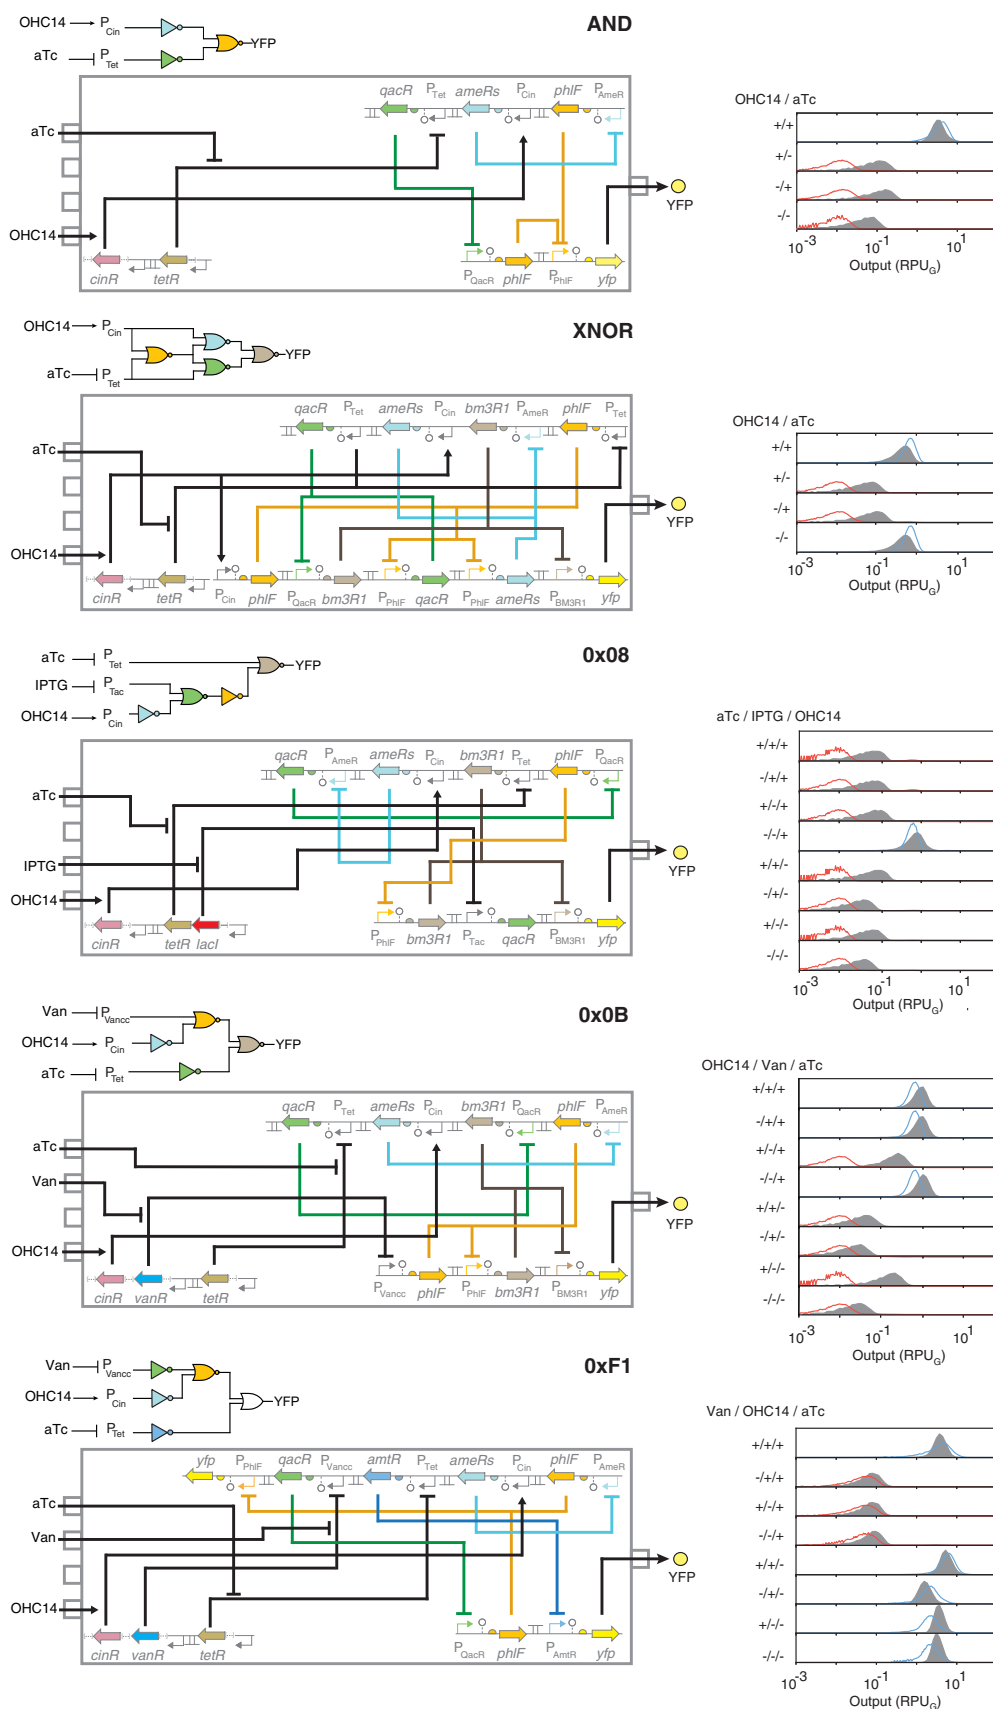 AND
OHC14 P_Cin
YFP
aTc P_Tet
qacR P_Tet ameRs P_Cin phlF P_AmeR
aTc
YFP
OHC14
cinR tetR
P_QacR phlF P_PhlF yfp
OHC14 / aTc
+/+
+/-
-/+
-/-
10^-3 10^-1 10^1
Output (RPU_G)
XNOR
OHC14 P_Cin
YFP
aTc P_Tet
qacR P_Tet ameRs P_Cin bm3R1 P_AmeR phlF P_Tet
aTc
YFP
OHC14
cinR tetR P_Cin phlF P_QacR bm3R1 P_PhlF qacR P_PhlF ameRs P_BM3R1 yfp
OHC14 / aTc
+/+
+/-
-/+
-/-
0x08
aTc P_Tet
YFP
IPTG P_Tac
OHC14 P_Cin
qacR P_AmeR ameRs P_Cin bm3R1 P_Tet phlF P_QacR
aTc
IPTG
YFP
OHC14
cinR tetR lacI
P_PhlF bm3R1 P_Tac qacR P_BM3R1 yfp
aTc / IPTG / OHC14
+/+/+
-/+/+
+/-/+
-/-/+
+/+/-
-/+/-
+/-/-
-/-/-
10^-3 10^-1 10^1
Output (RPU_G)
0x0B
Van P_Vancc
OHC14 P_Cin
YFP
aTc P_Tet
qacR P_Tet ameRs P_Cin bm3R1 P_QacR phlF P_AmeR
aTc
Van
YFP
OHC14
cinR vanR tetR
P_Vancc phlF P_PhlF bm3R1 P_BM3R1 yfp
OHC14 / Van / aTc
+/+/+
-/+/+
+/-/+
-/-/+
+/+/-
-/+/-
+/-/-
-/-/-
10^-3 10^-1 10^1
Output (RPU_G)
0xF1
Van P_Vancc
OHC14 P_Cin
YFP
aTc P_Tet
yfp P_PhlF qacR P_Vancc amtR P_Tet ameRs P_Cin phlF P_AmeR
aTc
Van
YFP
OHC14
cinR vanR tetR
P_QacR phlF P_AmtR yfp
Van / OHC14 / aTc
+/+/+
-/+/+
+/-/+
-/-/+
+/+/-
-/+/-
+/-/-
-/-/-
10^-3 10^-1 10^1
Output (RPU_G)